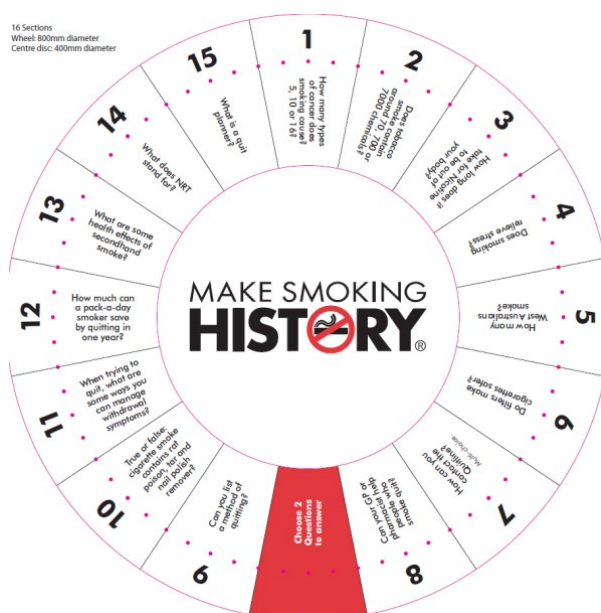 16 Sections
Wheel: 800mm diameter
Centre disc: 400mm diameter
1
How many types
of cancer does
smoking cause?
5, 10 or 16?
2
Does tobacco
smoke contain
around 70, 700 or
7000 chemicals?
3
How long does it
take for Nicotine
to be out of
your body?
4
Does smoking
relieve stress?
5
How many
West Australians
smoke?
6
Do filters make
cigarettes safer?
7
How can you
contact the
Quitline?
Multi-choice
8
Can your GP or
pharmacist help
people who
smoke quit?
Choose 2
Questions
to answer
9
Can you list
a method of
quitting?
10
True or false:
cigarette smoke
contains rat
poison, tar and
nail polish
remover?
11
When trying to
quit, what are
some ways you
can manage
withdrawal
symptoms?
12
How much can
a pack-a-day
smoker save
by quitting in
one year?
13
What are some
health effects of
secondhand
smoke?
14
What does NRT
stand for?
15
What is a quit
planner?
MAKE SMOKING
HISTORY®